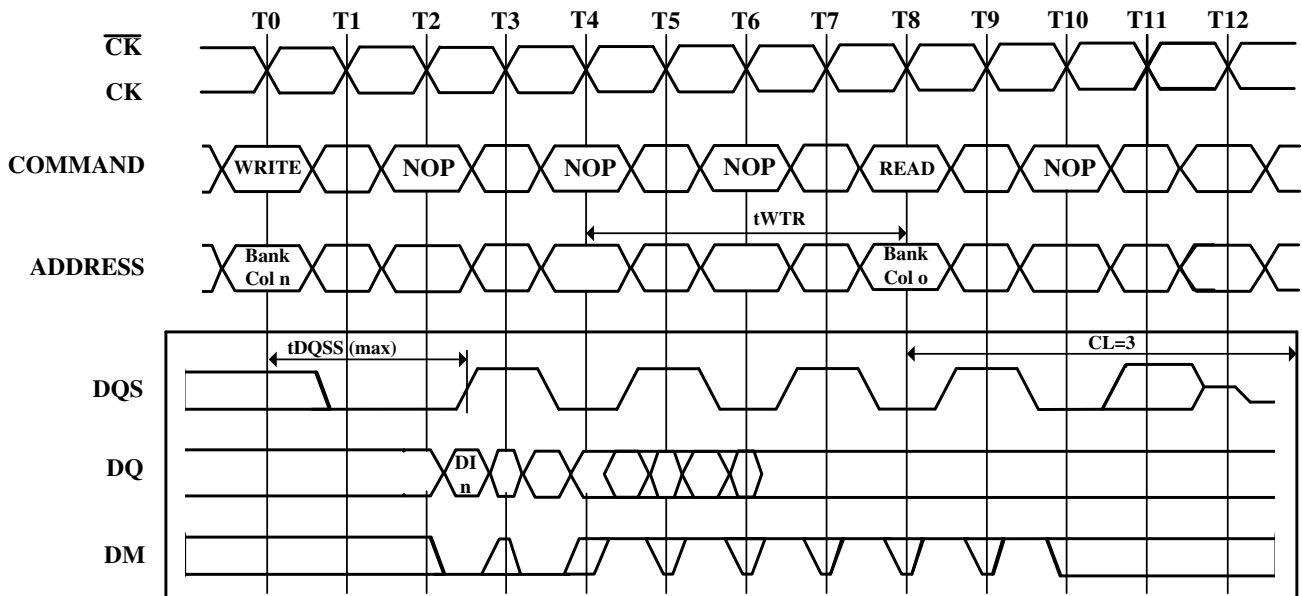 T0 T1 T2 T3 T4 T5 T6 T7 T8 T9 T10 T11 T12
CK
CK
COMMAND WRITE NOP NOP NOP READ NOP
tWTR
ADDRESS Bank Col n Bank Col o
tDQSS (max) CL=3
DQS
DQ DI n
DM